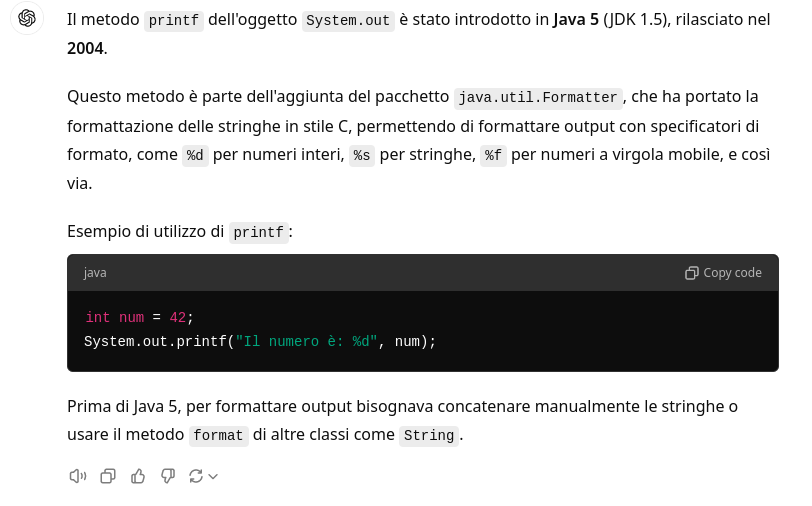 Il metodo printf dell'oggetto System.out è stato introdotto in Java 5 (JDK 1.5), rilasciato nel
2004.
Questo metodo è parte dell'aggiunta del pacchetto java.util.Formatter, che ha portato la
formattazione delle stringhe in stile C, permettendo di formattare output con specificatori di
formato, come %d per numeri interi, %s per stringhe, %f per numeri a virgola mobile, e così
via.
Esempio di utilizzo di printf:
java Copy code
int num = 42;
System.out.printf("Il numero è: %d", num);
Prima di Java 5, per formattare output bisognava concatenare manualmente le stringhe o
usare il metodo format di altre classi come String.